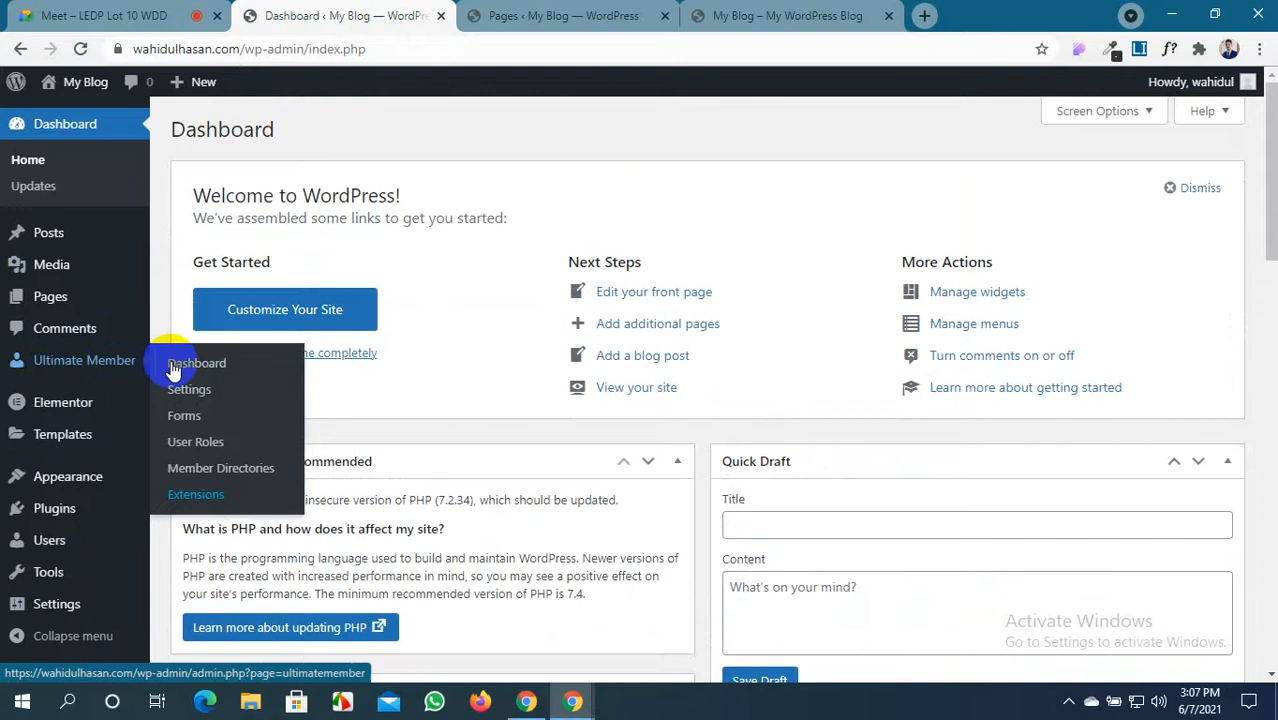 Meet – LEDP Lot 10 WDD
Dashboard ‹ My Blog — WordPr
Pages ‹ My Blog — WordPress
My Blog – My WordPress Blog
wahidulhasan.com/wp-admin/index.php
My Blog
0
New
Howdy, wahidul
Dashboard
Home
Updates
Posts
Media
Pages
Comments
Ultimate Member
Elementor
Templates
Appearance
Plugins
Users
Tools
Settings
Collapse menu
Dashboard
Settings
Forms
User Roles
Member Directories
Extensions
Dashboard
Screen Options
Help
Welcome to WordPress!
We've assembled some links to get you started:
Dismiss
Get Started
Customize Your Site
me completely
Next Steps
Edit your front page
Add additional pages
Add a blog post
View your site
More Actions
Manage widgets
Manage menus
Turn comments on or off
Learn more about getting started
commended
insecure version of PHP (7.2.34), which should be updated.
What is PHP and how does it affect my site?
PHP is the programming language used to build and maintain WordPress. Newer versions of
PHP are created with increased performance in mind, so you may see a positive effect on
your site's performance. The minimum recommended version of PHP is 7.4.
Learn more about updating PHP
Quick Draft
Title
Content
What's on your mind?
Save Draft
Activate Windows
Go to Settings to activate Windows.
https://wahidulhasan.com/wp-admin/admin.php?page=ultimatemember
3:07 PM
6/7/2021